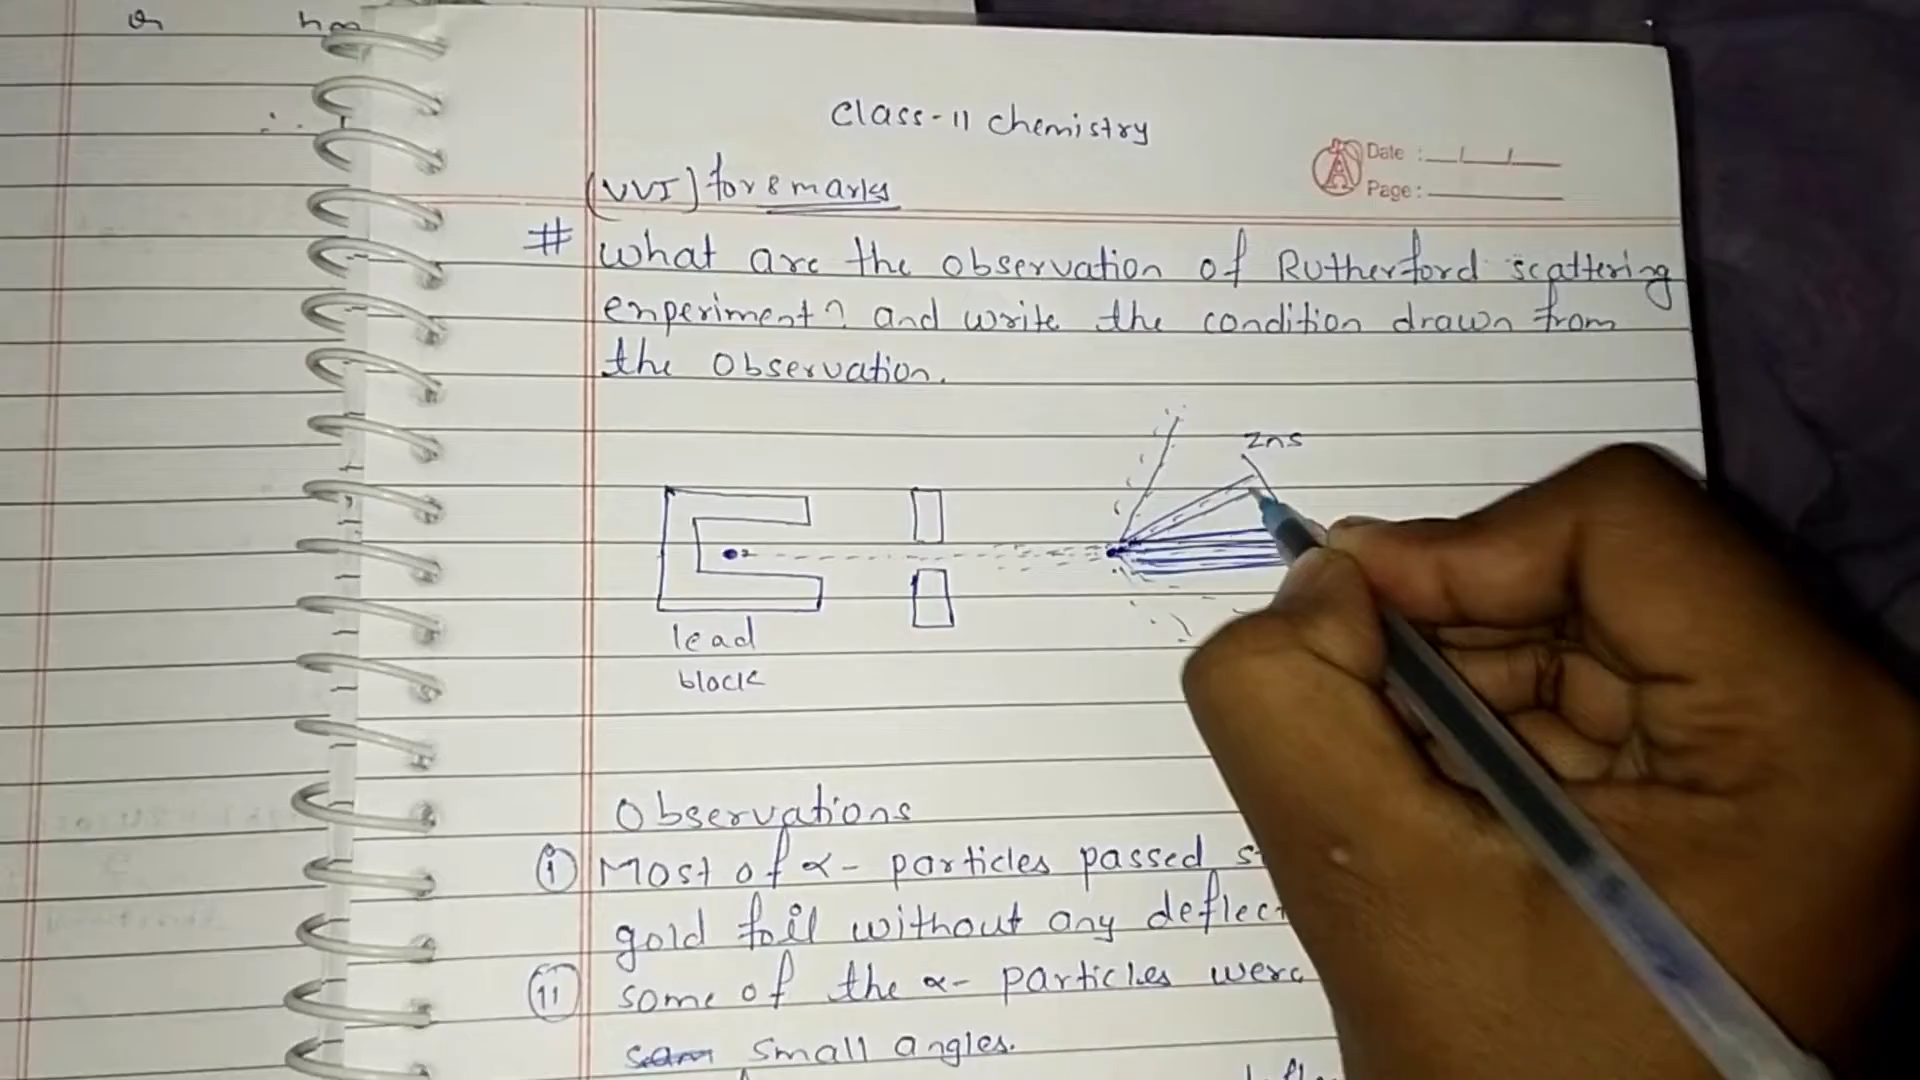 class-11 chemistry
Date :
Page :
(VVI) for 8 marks
# What are the observation of Rutherford scattering
experiment? and write the condition drawn from
the observation.
zns
lead
block
Observations
(i) Most of α- particles passed
gold foil without any deflect
(ii) some of the α- particles were
small angles.